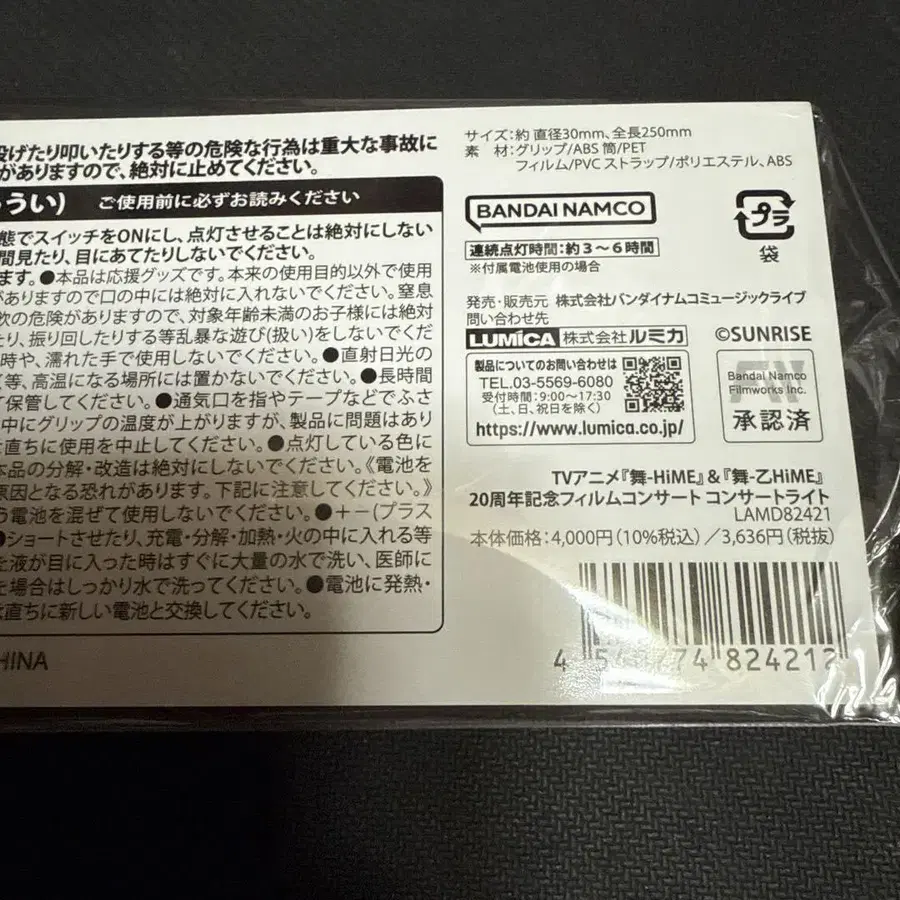 投げたり叩いたりする等の危険な行為は重大な事故に
がありますので、絶対に止めてください。
うい) ご使用前に必ずお読みください
態でスイッチをONにし、点灯させることは絶対にしない
間見たり、目にあてたりしないでください。
ます。●本品は応援グッズです。本来の使用目的以外で使用
がありますので口の中には絶対に入れないでください。窒息
飲の危険がありますので、対象年齢未満のお子様には絶対
たり、振り回したりする等乱暴な遊び(扱い)をしないでくだ
時や、濡れた手で使用しないでください。●直射日光の
く等、高温になる場所には置かないでください。●長時間
て保管してください。●通気口を指やテープなどでふさ
中にグリップの温度が上がりますが、製品に問題はあり
直ちに使用を中止してください。●点灯している色に
本品の分解・改造は絶対にしないでください。《電池を
原因となる恐れがあります。下記に注意してください。》
う電池を混ぜて使用しないでください。●+-(プラス
●ショートさせたり、充電・分解・加熱・火の中に入れる等
液が目に入った時はすぐに大量の水で洗い、医師に
場合はしっかり水で洗ってください。●電池に発熱・
直ちに新しい電池と交換してください。
HINA
サイズ:約 直径30mm、全長250mm
素 材:グリップ/ABS 筒/PET
フィルム/PVC ストラップ/ポリエステル、ABS
BANDAI NAMCO
プラ
袋
連続点灯時間:約3〜6時間
※付属電池使用の場合
発売・販売元 株式会社バンダイナムコミュージックライブ
問い合わせ先
LUMICA 株式会社ルミカ
©SUNRISE
製品についてのお問い合わせは
TEL.03-5569-6080
受付時間:9:00〜17:30
(土、日、祝日を除く)
https://www.lumica.co.jp/
Bandai Namco
Filmworks Inc.
承認済
TVアニメ『舞-HiME』&『舞-乙HiME』
20周年記念フィルムコンサート コンサートライト
LAMD82421
本体価格:4,000円(10%税込)/3,636円(税抜)
824212